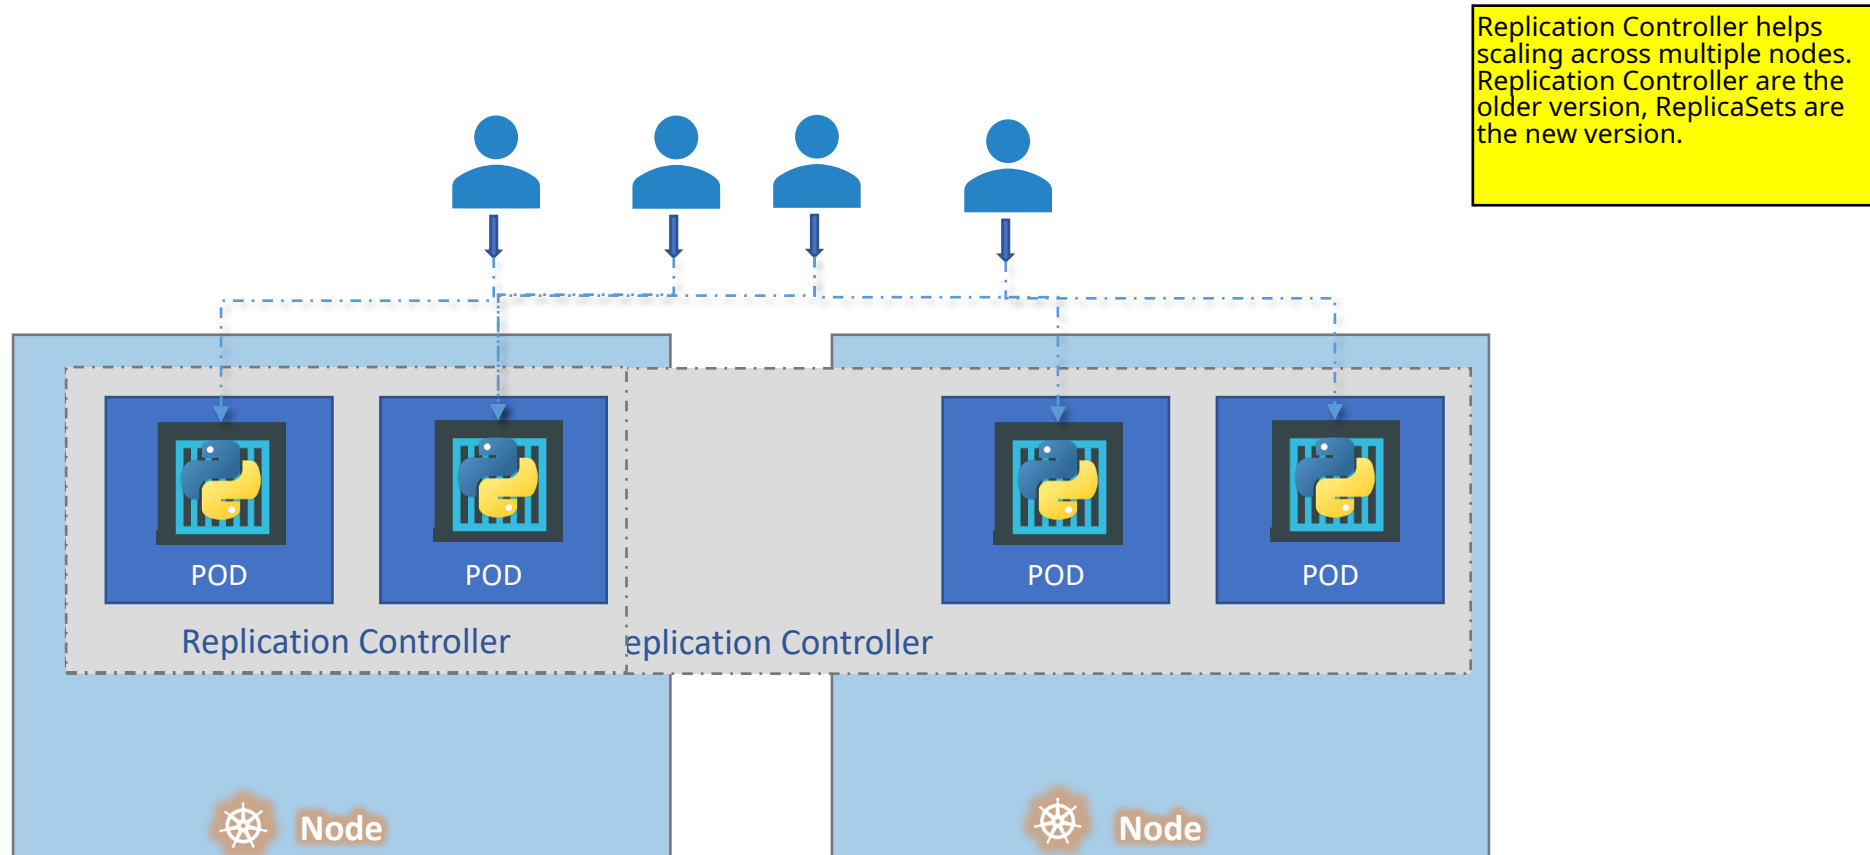 Replication Controller helps
scaling across multiple nodes.
Replication Controller are the
older version, ReplicaSets are
the new version.
POD
POD
POD
POD
Replication Controller
eplication Controller
Node
Node